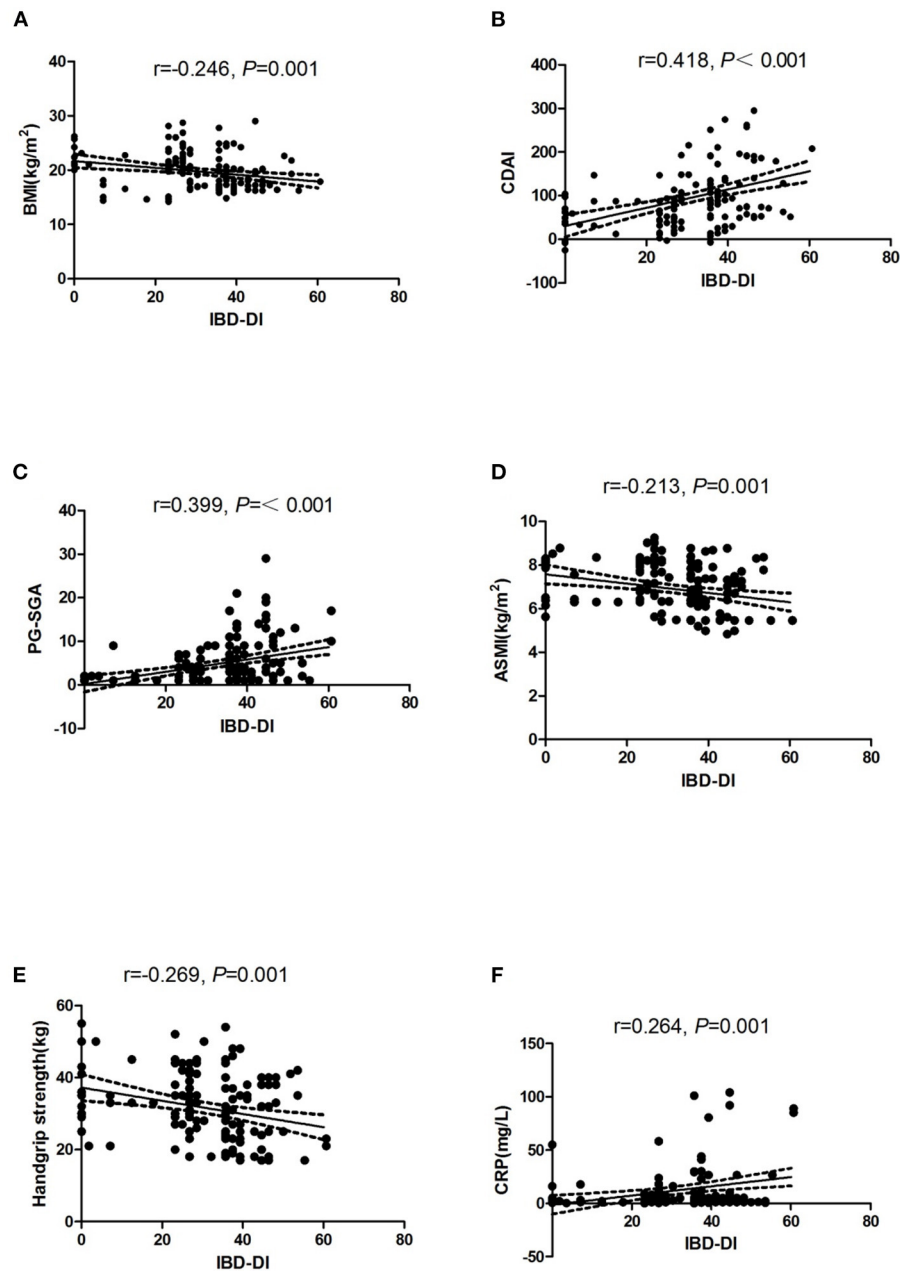 A
r=-0.246, P=0.001
BMI(kg/m²)
40
30
20
10
0
0 20 40 60 80
IBD-DI
B
r=0.418, P＜ 0.001
CDAI
400
300
200
100
0
-100
20 40 60 80
IBD-DI
C
r=0.399, P=＜ 0.001
PG-SGA
40
30
20
10
0
-10
20 40 60 80
IBD-DI
D
r=-0.213, P=0.001
ASMI(kg/m²)
10
8
6
4
2
0
0 20 40 60 80
IBD-DI
E
r=-0.269, P=0.001
Handgrip strength(kg)
60
40
20
0
0 20 40 60 80
IBD-DI
F
r=0.264, P=0.001
CRP(mg/L)
150
100
50
0
-50
20 40 60 80
IBD-DI